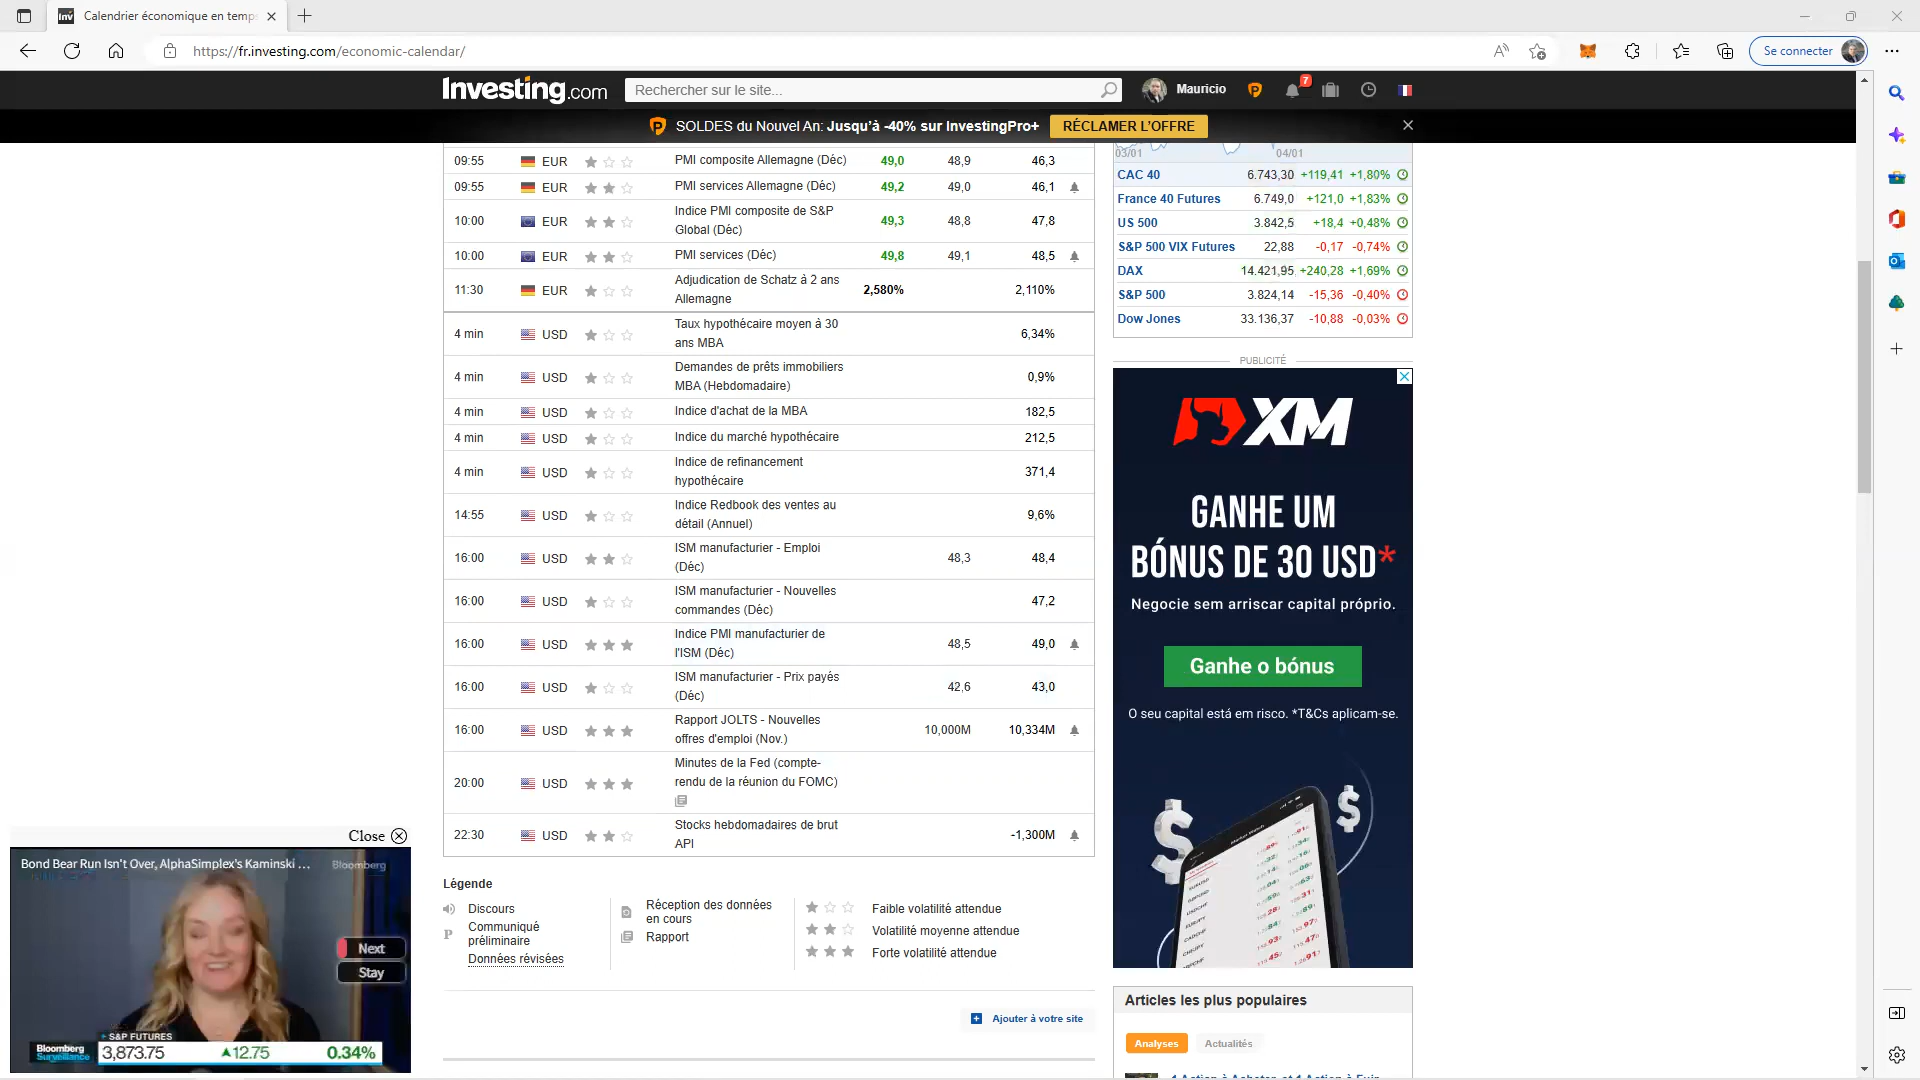 Calendrier économique en temp
https://fr.investing.com/economic-calendar/
Se connecter
Investing.com
Rechercher sur le site...
Mauricio
7
SOLDES du Nouvel An: Jusqu'à -40% sur InvestingPro+
RÉCLAMER L'OFFRE
09:55 EUR PMI composite Allemagne (Déc) 49,0 48,9 46,3
09:55 EUR PMI services Allemagne (Déc) 49,2 49,0 46,1
10:00 EUR Indice PMI composite de S&P
Global (Déc) 49,3 48,8 47,8
10:00 EUR PMI services (Déc) 49,8 49,1 48,5
11:30 EUR Adjudication de Schatz à 2 ans
Allemagne 2,580% 2,110%
4 min USD Taux hypothécaire moyen à 30
ans MBA 6,34%
4 min USD Demandes de prêts immobiliers
MBA (Hebdomadaire) 0,9%
4 min USD Indice d'achat de la MBA 182,5
4 min USD Indice du marché hypothécaire 212,5
4 min USD Indice de refinancement
hypothécaire 371,4
14:55 USD Indice Redbook des ventes au
détail (Annuel) 9,6%
16:00 USD ISM manufacturier - Emploi
(Déc) 48,3 48,4
16:00 USD ISM manufacturier - Nouvelles
commandes (Déc) 47,2
16:00 USD Indice PMI manufacturier de
l'ISM (Déc) 48,5 49,0
16:00 USD ISM manufacturier - Prix payés
(Déc) 42,6 43,0
16:00 USD Rapport JOLTS - Nouvelles
offres d'emploi (Nov.) 10,000M 10,334M
20:00 USD Minutes de la Fed (compte-
rendu de la réunion du FOMC)
22:30 USD Stocks hebdomadaires de brut
API -1,300M
Légende
Discours
P Communiqué
préliminaire
Données révisées
Réception des données
en cours
Rapport
Faible volatilité attendue
Volatilité moyenne attendue
Forte volatilité attendue
Ajouter à votre site
03/01 04/01
CAC 40 6.743,30 +119,41 +1,80%
France 40 Futures 6.749,0 +121,0 +1,83%
US 500 3.842,5 +18,4 +0,48%
S&P 500 VIX Futures 22,88 -0,17 -0,74%
DAX 14.421,95 +240,28 +1,69%
S&P 500 3.824,14 -15,36 -0,40%
Dow Jones 33.136,37 -10,88 -0,03%
PUBLICITÉ
XM
GANHE UM
BÓNUS DE 30 USD*
Negocie sem arriscar capital próprio.
Ganhe o bónus
O seu capital está em risco. *T&Cs aplicam-se.
Articles les plus populaires
Analyses Actualités
Close
Bond Bear Run Isn't Over, AlphaSimplex's Kaminski ...
Bloomberg
Next
Stay
S&P FUTURES
Bloomberg
Surveillance
3,873.75 ▲12.75 0.34%